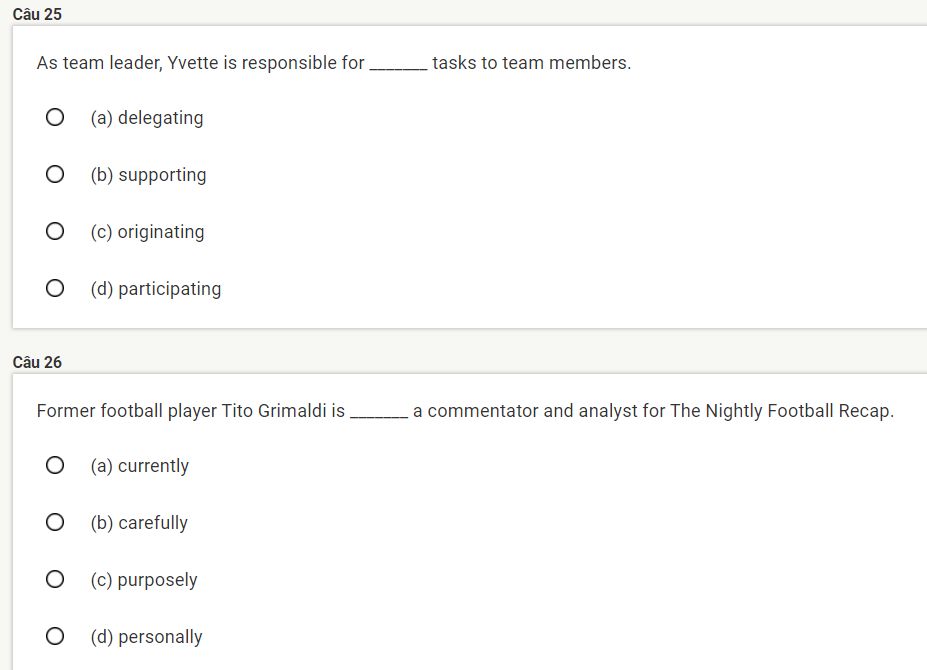 Câu 25
As team leader, Yvette is responsible for _______ tasks to team members.
(a) delegating
(b) supporting
(c) originating
(d) participating
Câu 26
Former football player Tito Grimaldi is _______ a commentator and analyst for The Nightly Football Recap.
(a) currently
(b) carefully
(c) purposely
(d) personally